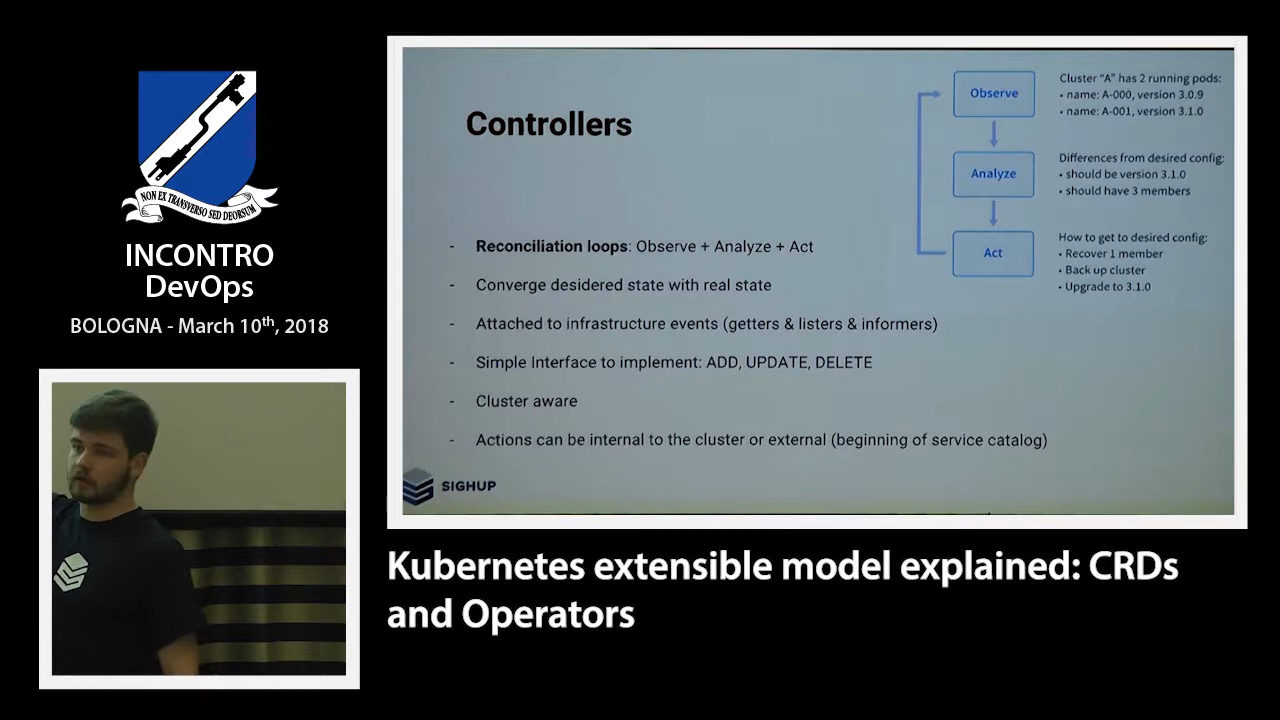 NON EX TRANSVERSO SED DEORSUM
INCONTRO
DevOps
BOLOGNA - March 10th, 2018
Controllers
- Reconciliation loops: Observe + Analyze + Act
- Converge desidered state with real state
- Attached to infrastructure events (getters & listers & informers)
- Simple Interface to implement: ADD, UPDATE, DELETE
- Cluster aware
- Actions can be internal to the cluster or external (beginning of service catalog)
Observe
Cluster “A” has 2 running pods:
• name: A-000, version 3.0.9
• name: A-001, version 3.1.0
Analyze
Differences from desired config:
• should be version 3.1.0
• should have 3 members
Act
How to get to desired config:
• Recover 1 member
• Back up cluster
• Upgrade to 3.1.0
SIGHUP
Kubernetes extensible model explained: CRDs
and Operators